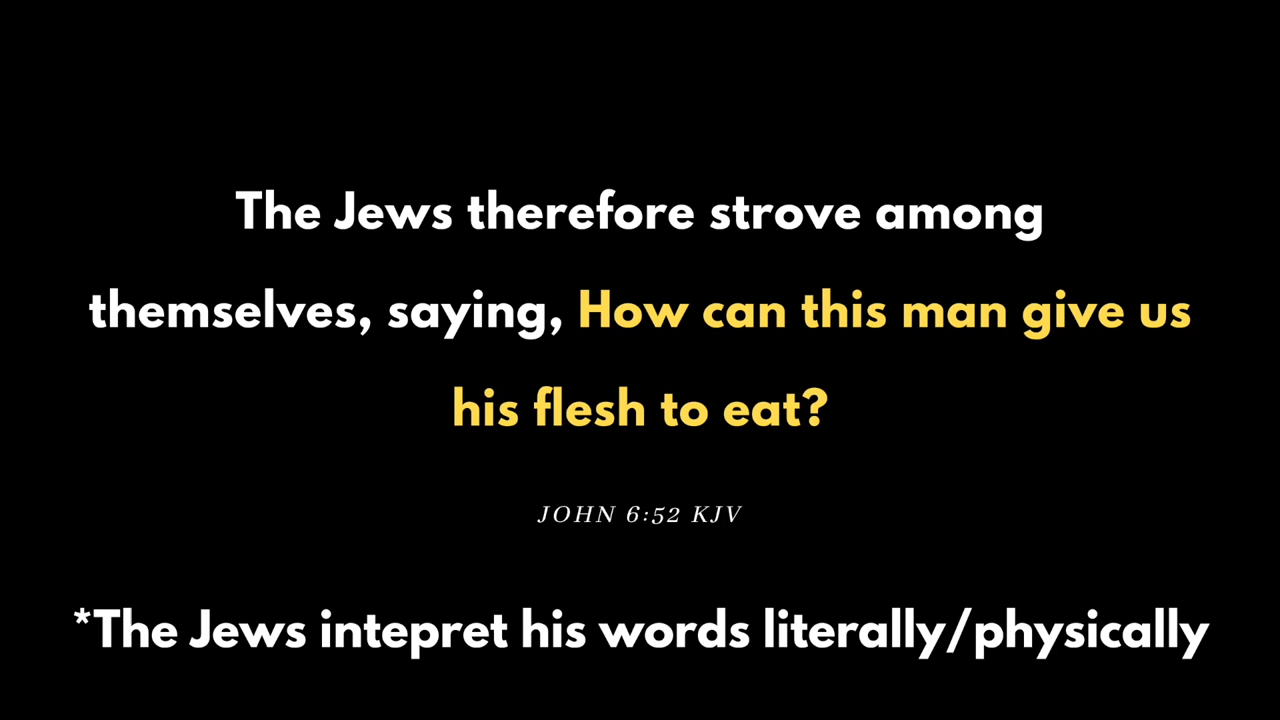 The Jews therefore strove among
themselves, saying, How can this man give us
his flesh to eat?
JOHN 6:52 KJV
*The Jews intepret his words literally/physically